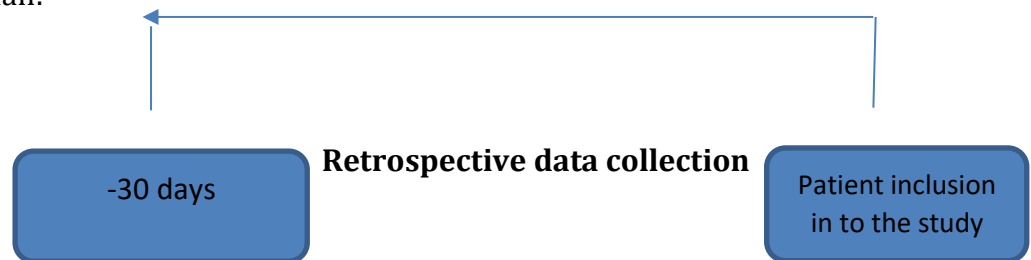 -30 days
Retrospective data collection
Patient inclusion
in to the study